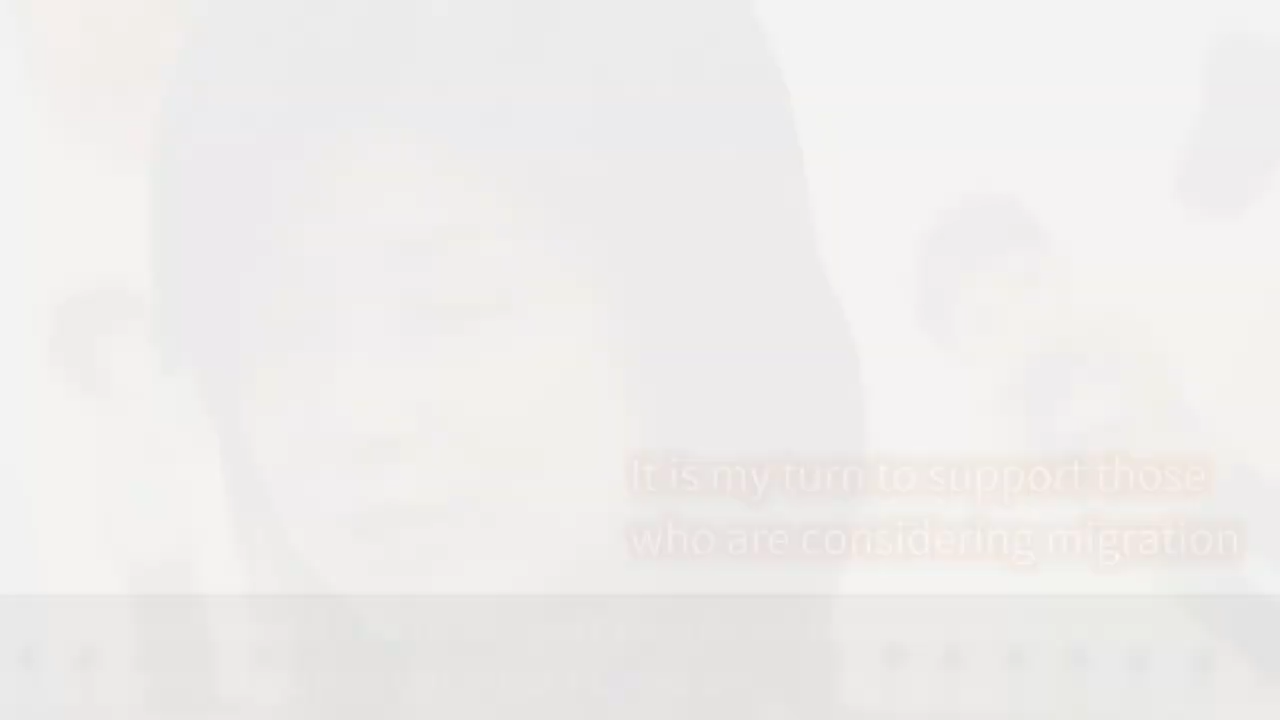 It is my turn to support those
who are considering migration